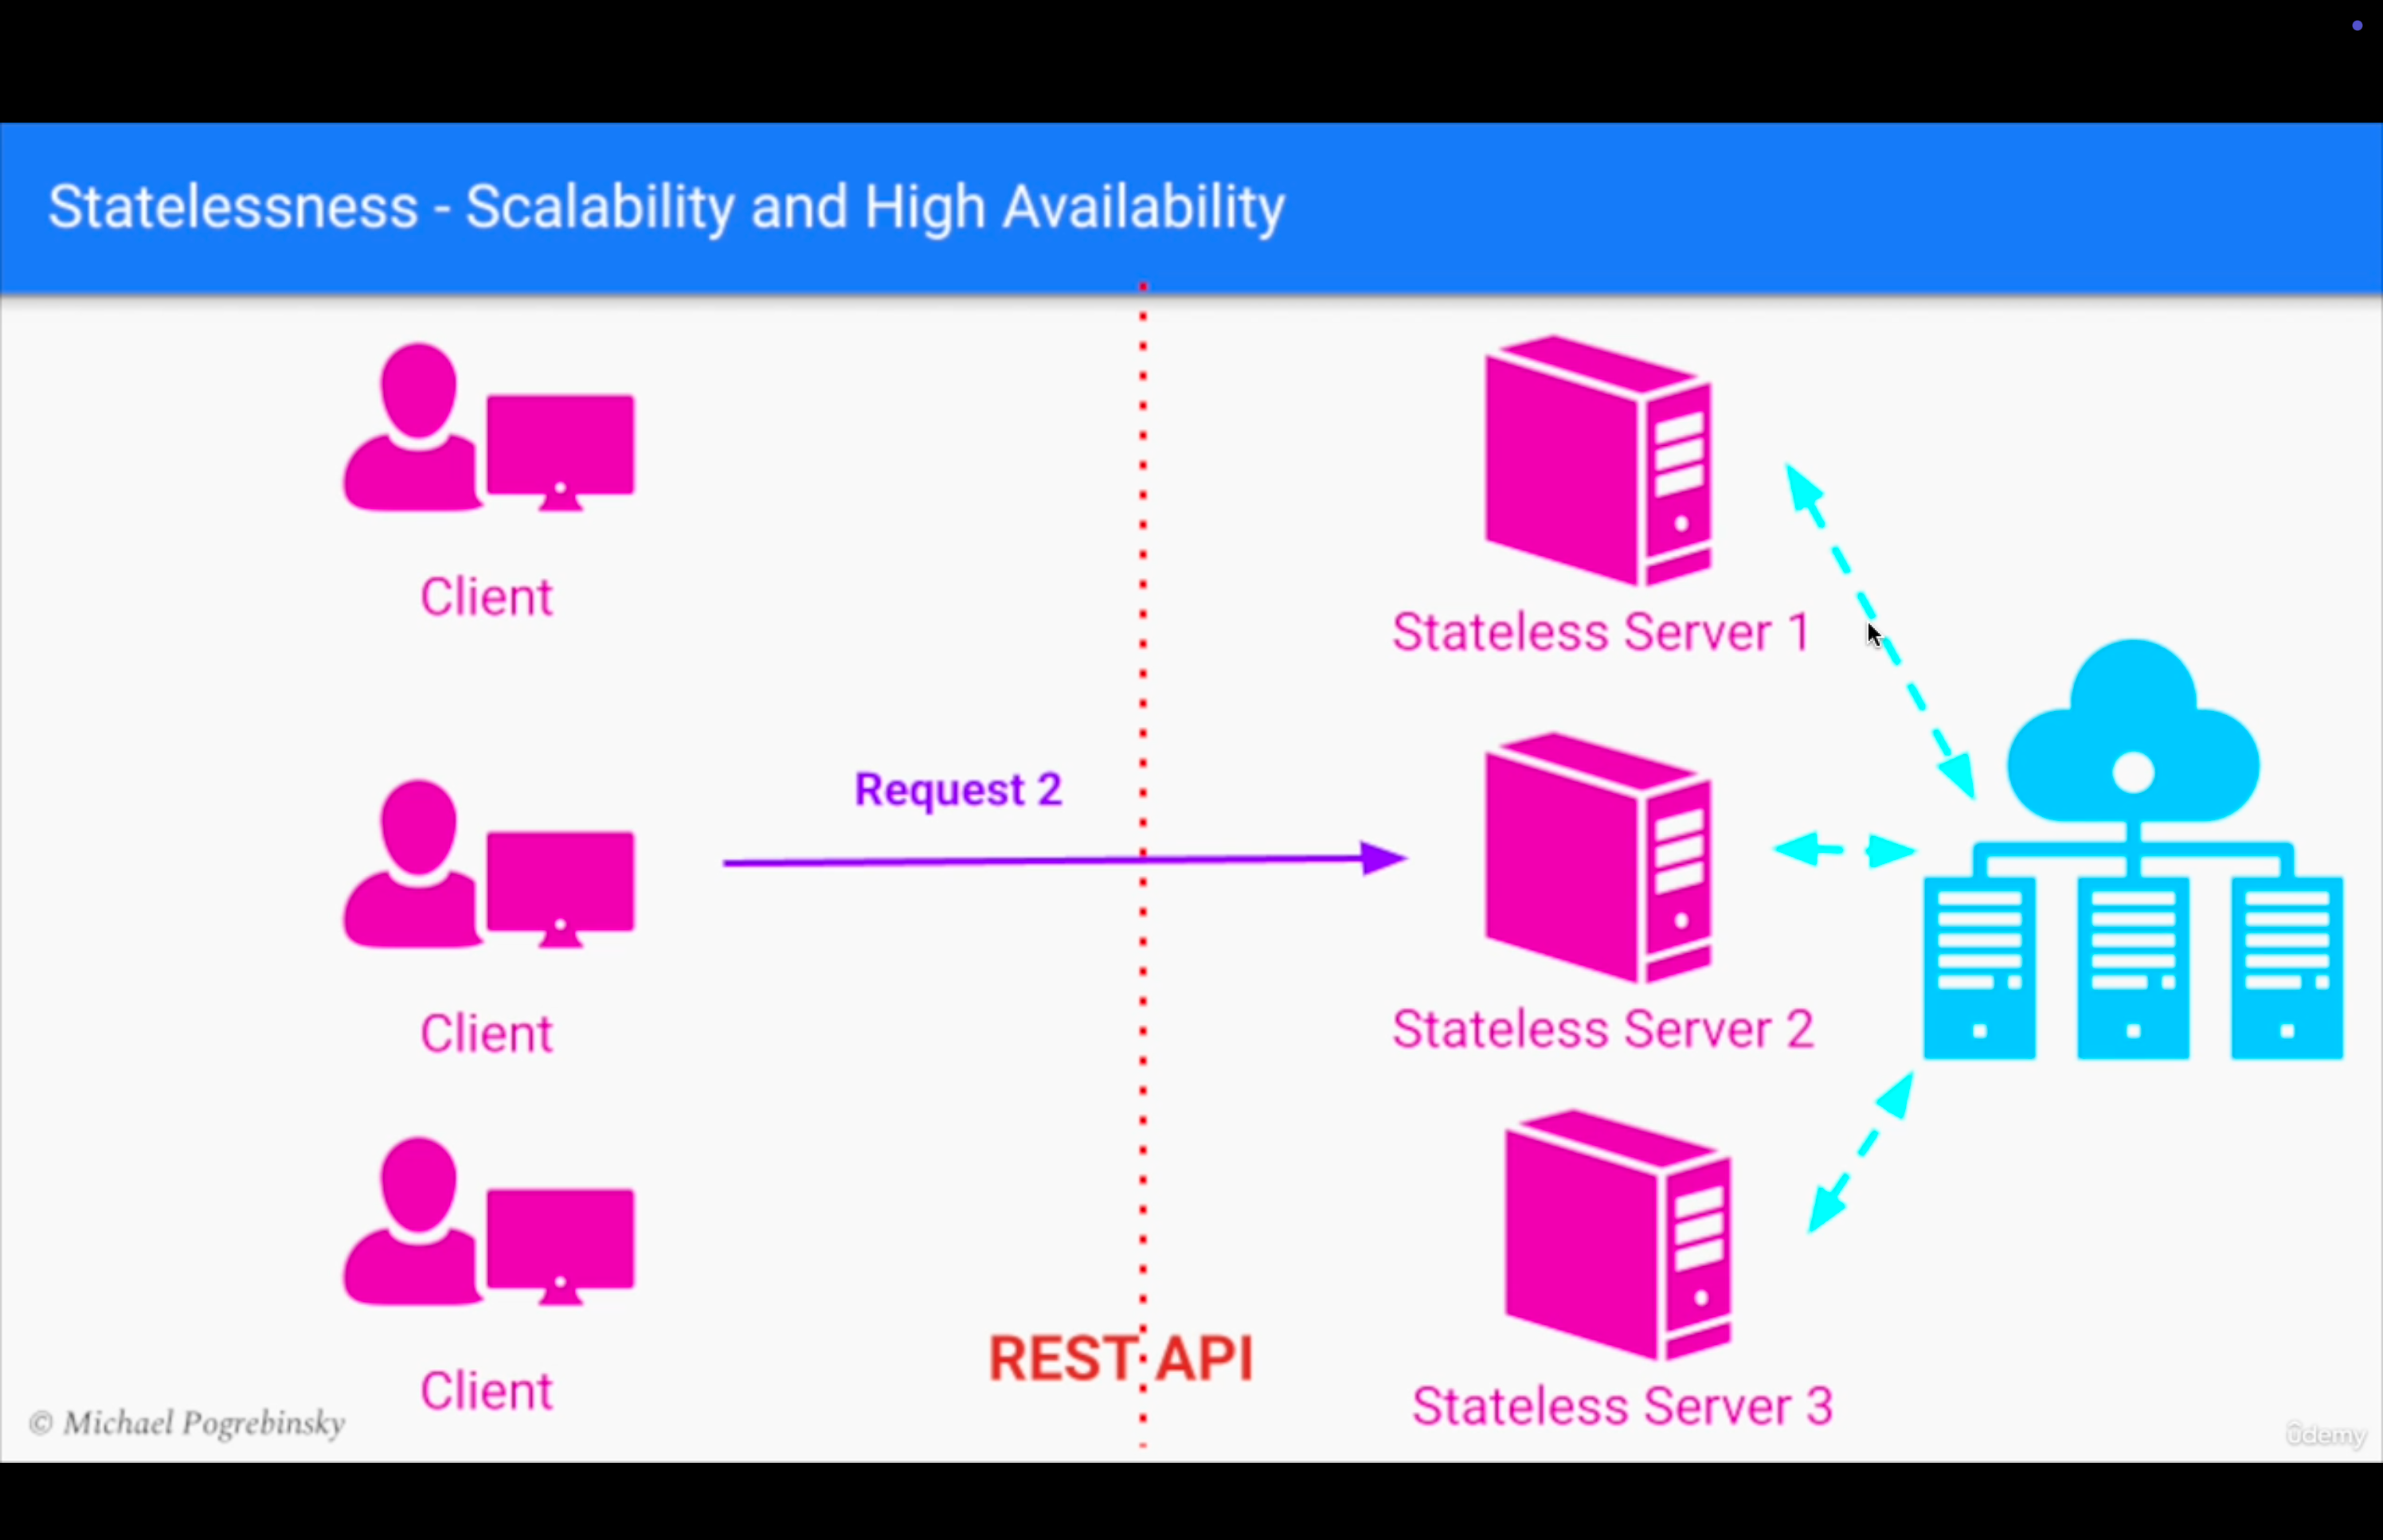 Statelessness - Scalability and High Availability
Client
Stateless Server 1
Request 2
Client
Stateless Server 2
REST API
Client
Stateless Server 3
© Michael Pogrebinsky
ûdemy